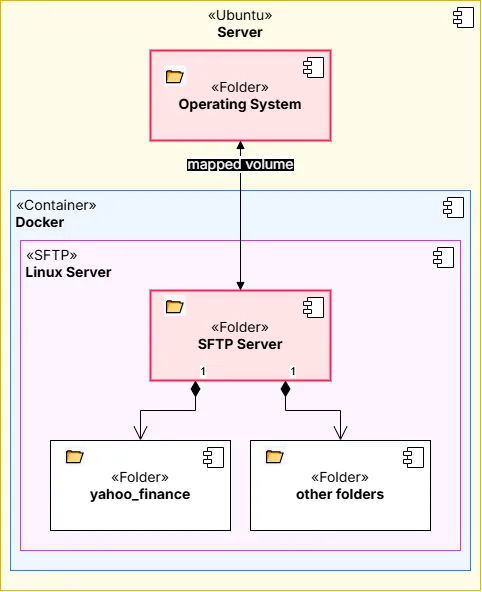 «Ubuntu»
Server
«Folder»
Operating System
mapped volume
«Container»
Docker
«SFTP»
Linux Server
«Folder»
SFTP Server
1
1
«Folder»
yahoo_finance
«Folder»
other folders